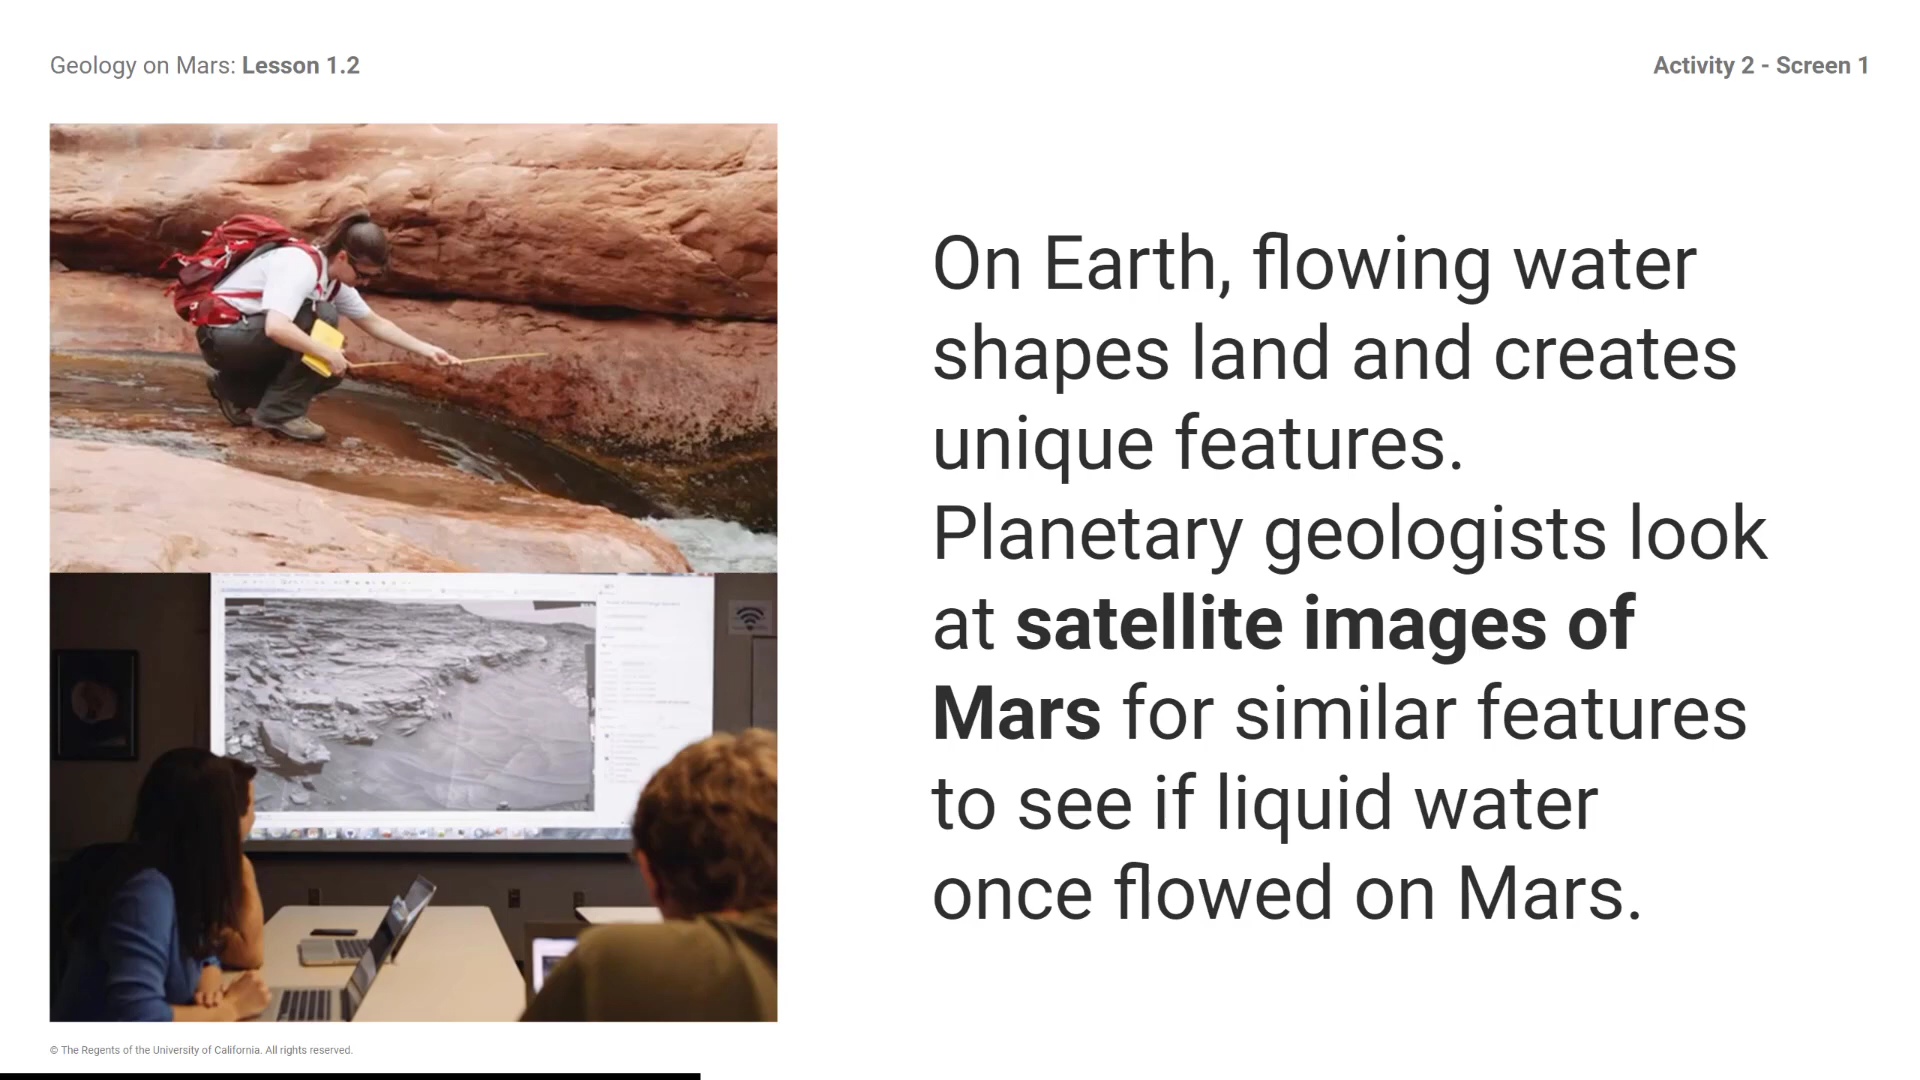 Geology on Mars: Lesson 1.2
Activity 2 - Screen 1
On Earth, flowing water
shapes land and creates
unique features.
Planetary geologists look
at satellite images of
Mars for similar features
to see if liquid water
once flowed on Mars.
© The Regents of the University of California. All rights reserved.